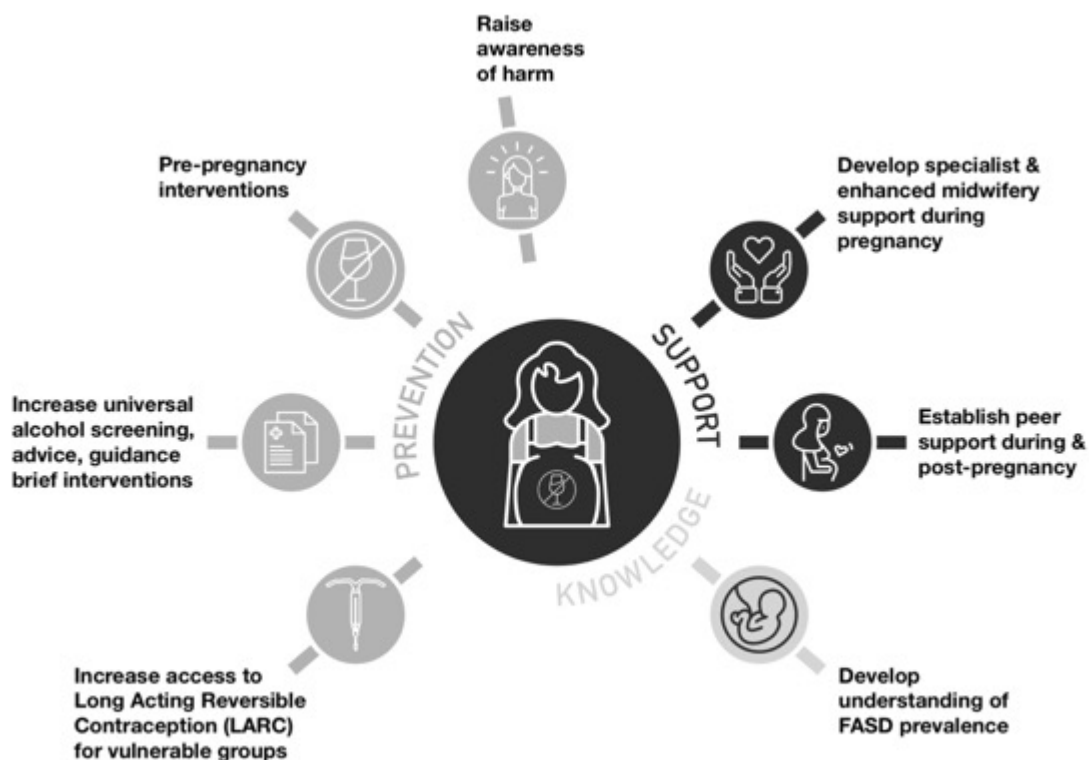 Raise
awareness
of harm
Pre-pregnancy
interventions
Develop specialist &
enhanced midwifery
support during
pregnancy
PREVENTION
SUPPORT
Increase universal
alcohol screening,
advice, guidance
brief interventions
Establish peer
support during &
post-pregnancy
KNOWLEDGE
Increase access to
Long Acting Reversible
Contraception (LARC)
for vulnerable groups
Develop
understanding of
FASD prevalence